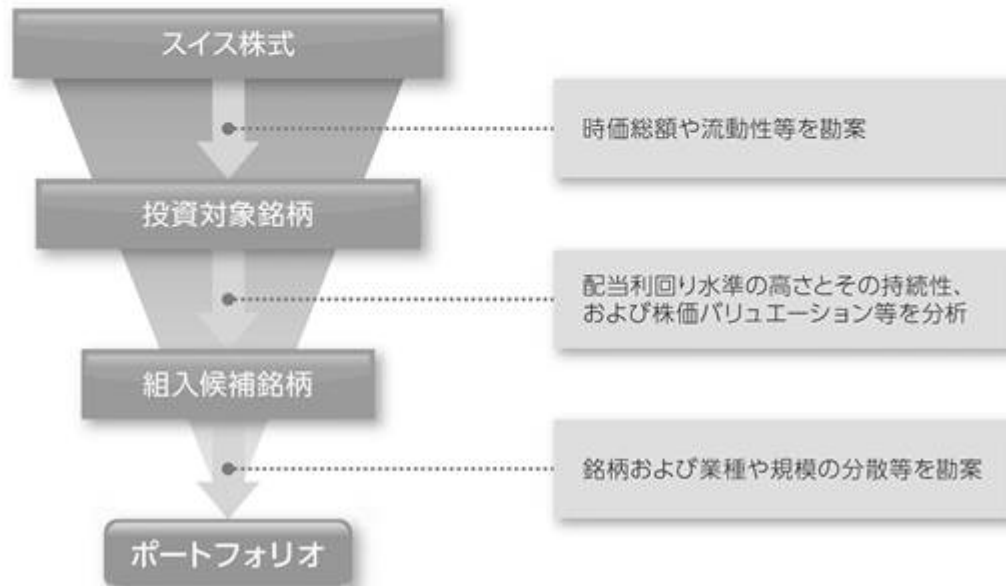 スイス株式
時価総額や流動性等を勘案
投資対象銘柄
配当利回り水準の高さとその持続性、
および株価バリュエーション等を分析
組入候補銘柄
銘柄および業種や規模の分散等を勘案
ポートフォリオ